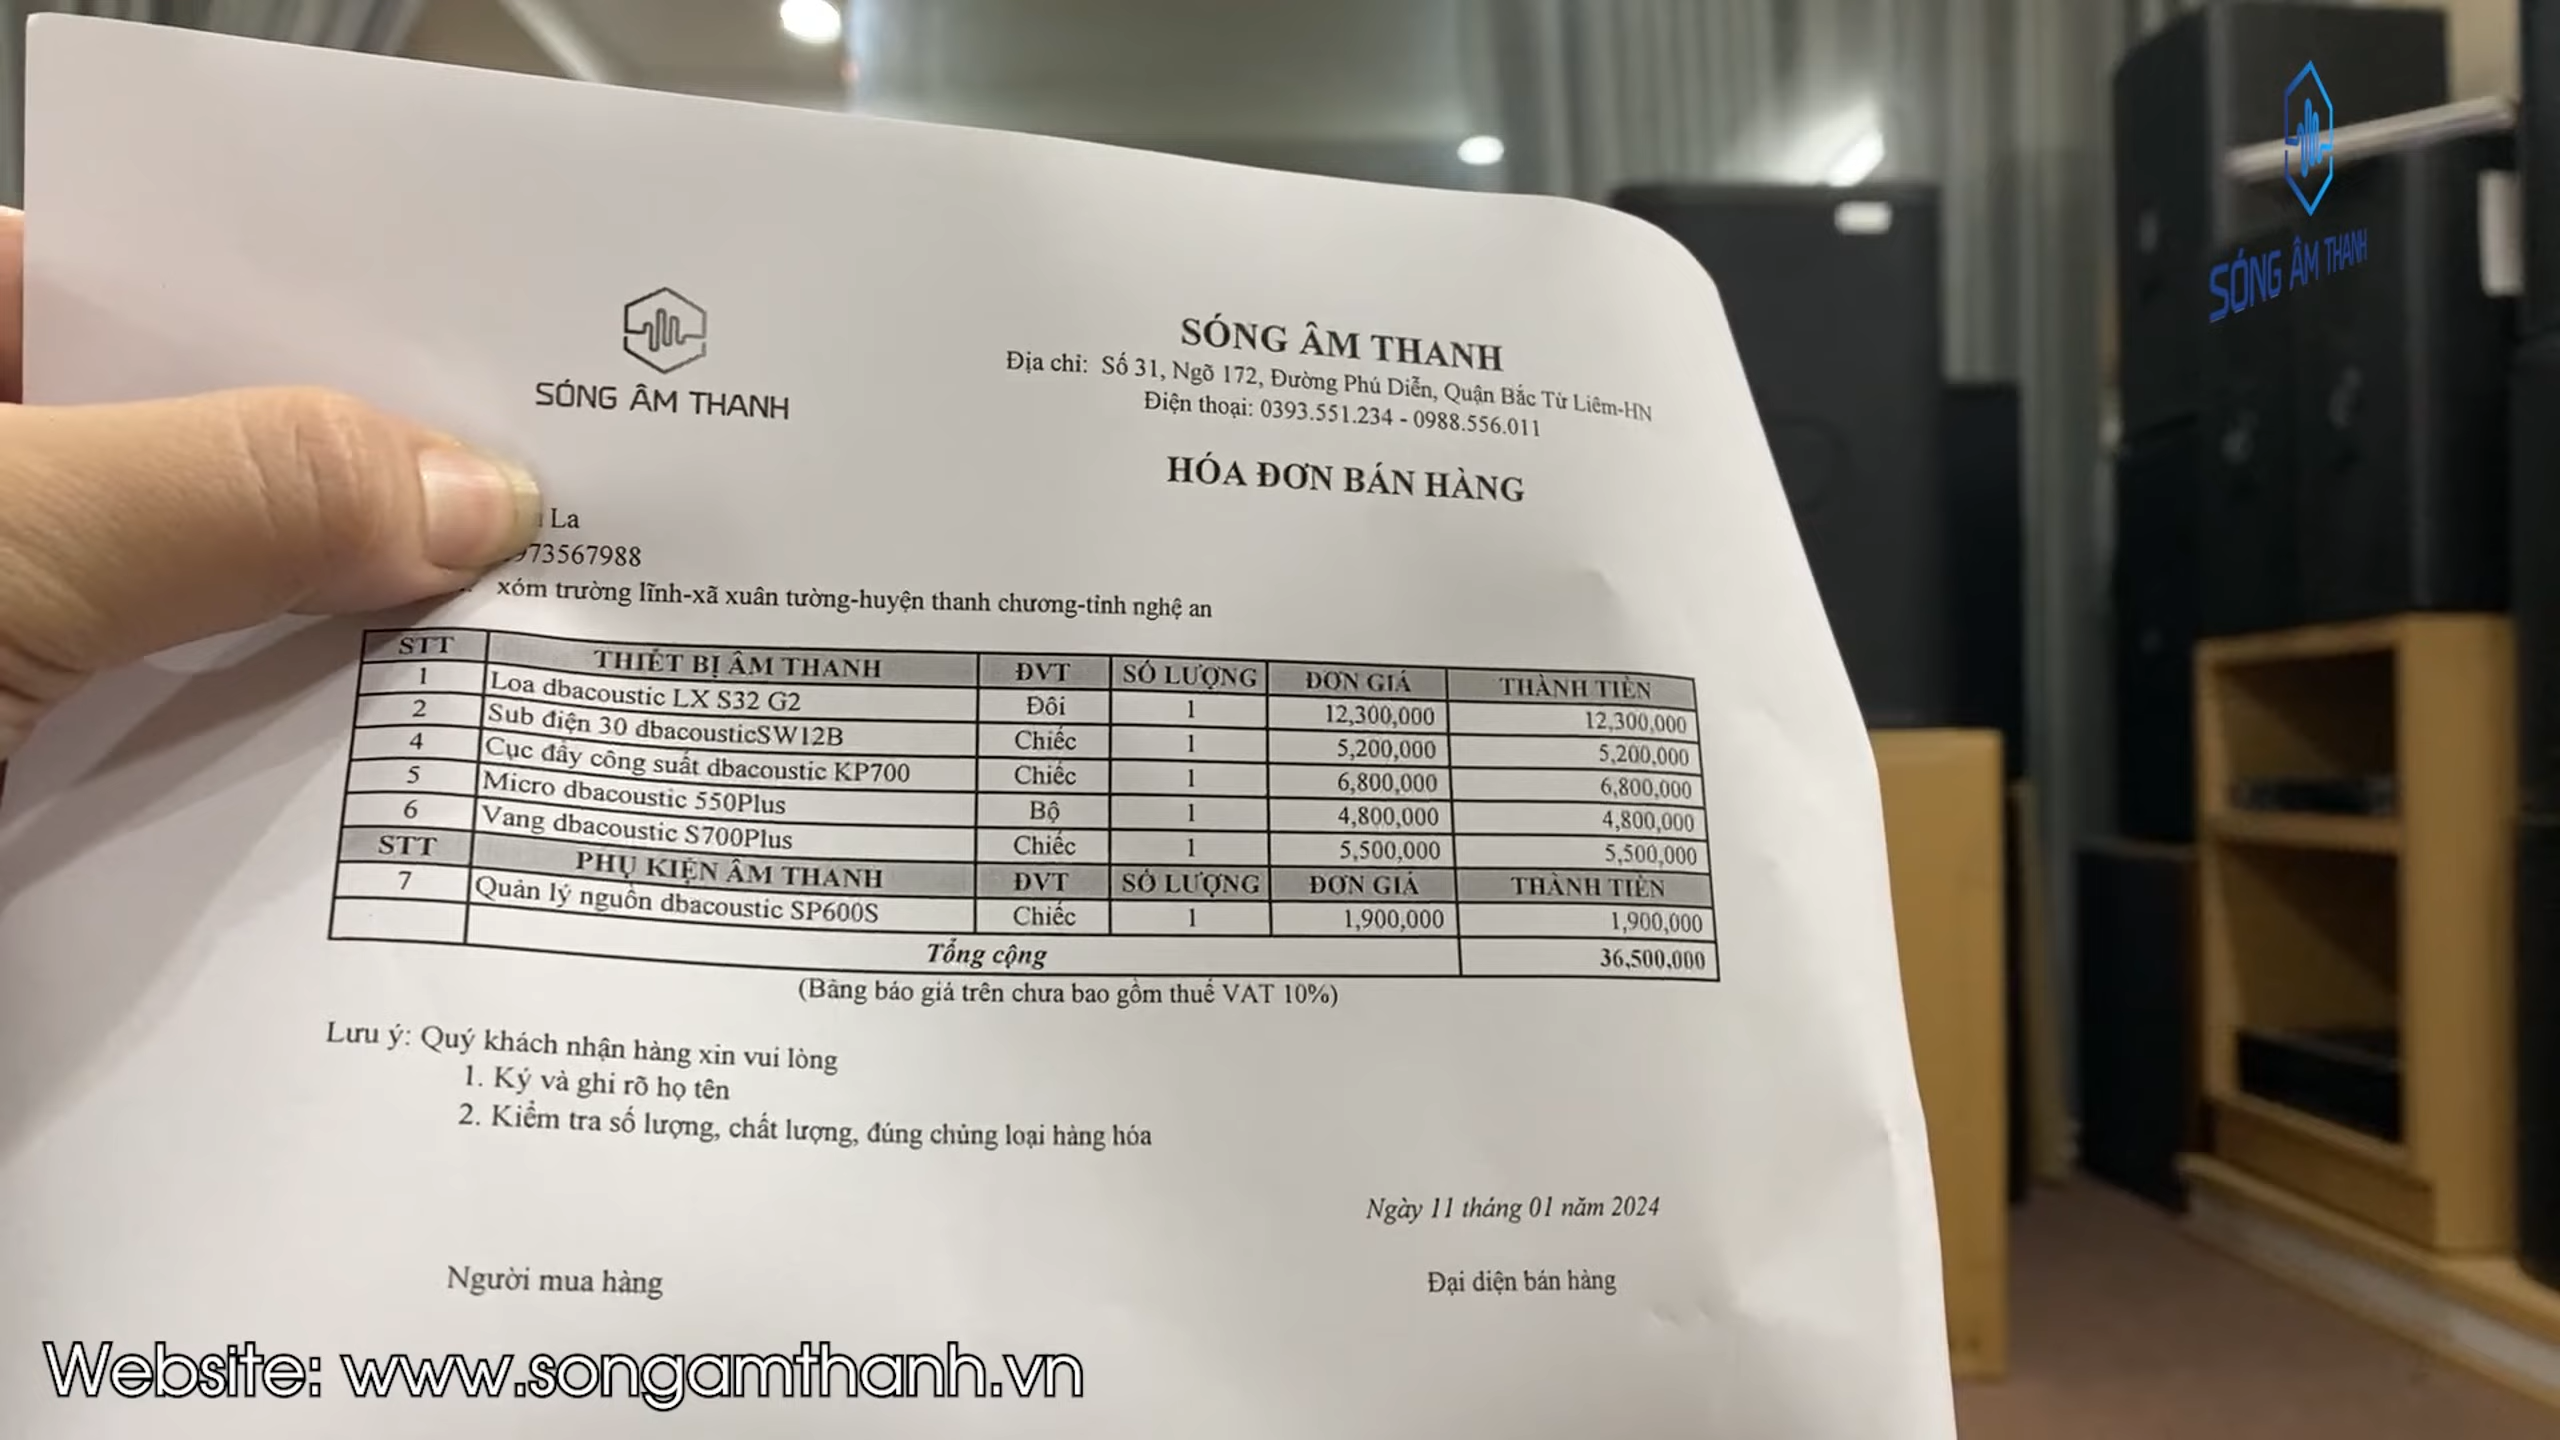 SÓNG ÂM THANH
SÓNG ÂM THANH
SÓNG ÂM THANH
Địa chỉ: Số 31, Ngõ 172, Đường Phú Diễn, Quận Bắc Từ Liêm-HN
Điện thoại: 0393.551.234 - 0988.556.011
HÓA ĐƠN BÁN HÀNG
La
973567988
xóm trường lĩnh-xã xuân tường-huyện thanh chương-tỉnh nghệ an
STT THIẾT BỊ ÂM THANH ĐVT SỐ LƯỢNG ĐƠN GIÁ THÀNH TIỀN
1 Loa dbacoustic LX S32 G2 Đôi 1 12,300,000 12,300,000
2 Sub điện 30 dbacousticSW12B Chiếc 1 5,200,000 5,200,000
4 Cục đẩy công suất dbacoustic KP700 Chiếc 1 6,800,000 6,800,000
5 Micro dbacoustic 550Plus Bộ 1 4,800,000 4,800,000
6 Vang dbacoustic S700Plus Chiếc 1 5,500,000 5,500,000
STT PHỤ KIỆN ÂM THANH ĐVT SỐ LƯỢNG ĐƠN GIÁ THÀNH TIỀN
7 Quản lý nguồn dbacoustic SP600S Chiếc 1 1,900,000 1,900,000
Tổng cộng 36,500,000
(Bảng báo giá trên chưa bao gồm thuế VAT 10%)
Lưu ý: Quý khách nhận hàng xin vui lòng
1. Ký và ghi rõ họ tên
2. Kiểm tra số lượng, chất lượng, đúng chủng loại hàng hóa
Ngày 11 tháng 01 năm 2024
Người mua hàng Đại diện bán hàng
Website: www.songamthanh.vn